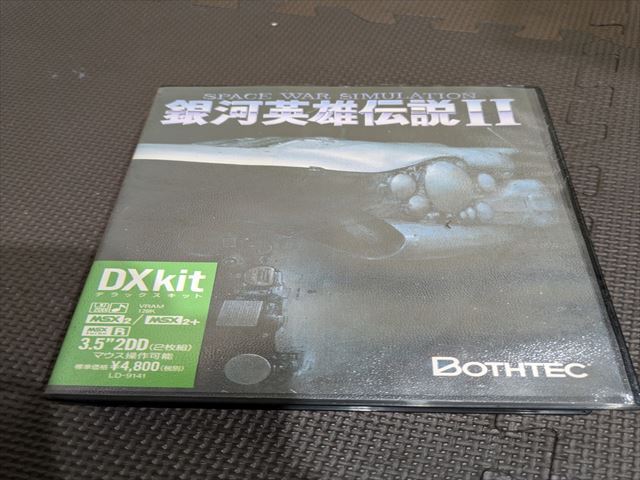 SPACE WAR SIMULATION
銀河英雄伝説II
DXkit
デラックスキット
VRAM
128K
MSX2/MSX2+
MSX
3.5"2DD(2枚組)
マウス操作可能
標準価格 ¥4,800(税別)
LD-9141
BOTHTEC